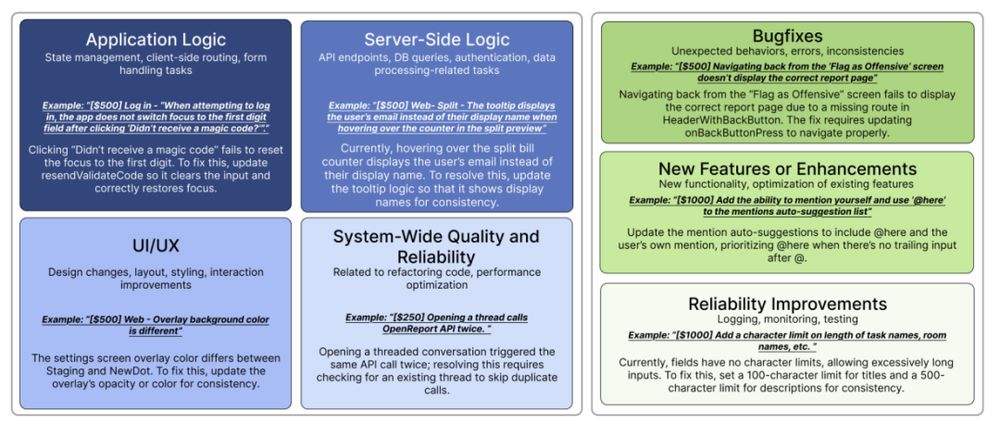 Application Logic
State management, client-side routing, form
handling tasks
Example: "[$500] Log in - "When attempting to log
in, the app does not switch focus to the first digit
field after clicking 'Didn't receive a magic code?"".'
Clicking "Didn't receive a magic code" fails to reset
the focus to the first digit. To fix this, update
resendValidateCode so it clears the input and
correctly restores focus.
Server-Side Logic
API endpoints, DB queries, authentication, data
processing-related tasks
Example: "[$500] Web- Split - The tooltip displays
the user's email instead of their display name when
hovering over the counter in the split preview"
Currently, hovering over the split bill
counter displays the user's email instead of
their display name. To resolve this, update
the tooltip logic so that it shows display
names for consistency.
UI/UX
Design changes, layout, styling, interaction
improvements
Example: "[$500] Web - Overlay background color
is different"
The settings screen overlay color differs between
Staging and NewDot. To fix this, update the
overlay's opacity or color for consistency.
System-Wide Quality and
Reliability
Related to refactoring code, performance
optimization
Example: "[$250] Opening a thread calls
OpenReport API twice. "
Opening a threaded conversation triggered the
same API call twice; resolving this requires
checking for an existing thread to skip duplicate
calls.
Bugfixes
Unexpected behaviors, errors, inconsistencies
Example: "[$500] Navigating back from the 'Flag as Offensive' screen
doesn't display the correct report page"
Navigating back from the "Flag as Offensive" screen fails to display
the correct report page due to a missing route in
HeaderWithBackButton. The fix requires updating
onBackButtonPress to navigate properly.
New Features or Enhancements
New functionality, optimization of existing features
Example: "[$1000] Add the ability to mention yourself and use '@here'
to the mentions auto-suggestion list"
Update the mention auto-suggestions to include @here and the
user's own mention, prioritizing @here when there's no trailing input
after @.
Reliability Improvements
Logging, monitoring, testing
Example: "[$1000] Add a character limit on length of task names, room
names, etc. "
Currently, fields have no character limits, allowing excessively long
inputs. To fix this, set a 100-character limit for titles and a 500-
character limit for descriptions for consistency.